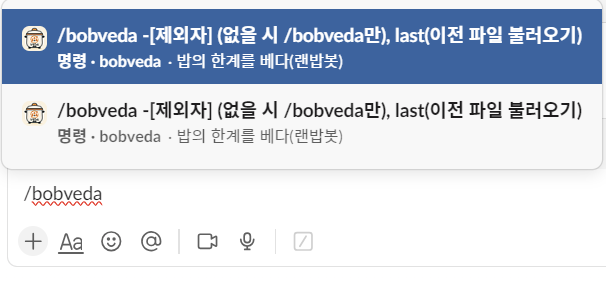 /bobveda -[제외자] (없을 시 /bobveda만), last(이전 파일 불러오기)
명령 · bobveda · 밥의 한계를 베다(랜밥봇)
/bobveda -[제외자] (없을 시 /bobveda만), last(이전 파일 불러오기)
명령 · bobveda · 밥의 한계를 베다(랜밥봇)
/bobveda
Aa